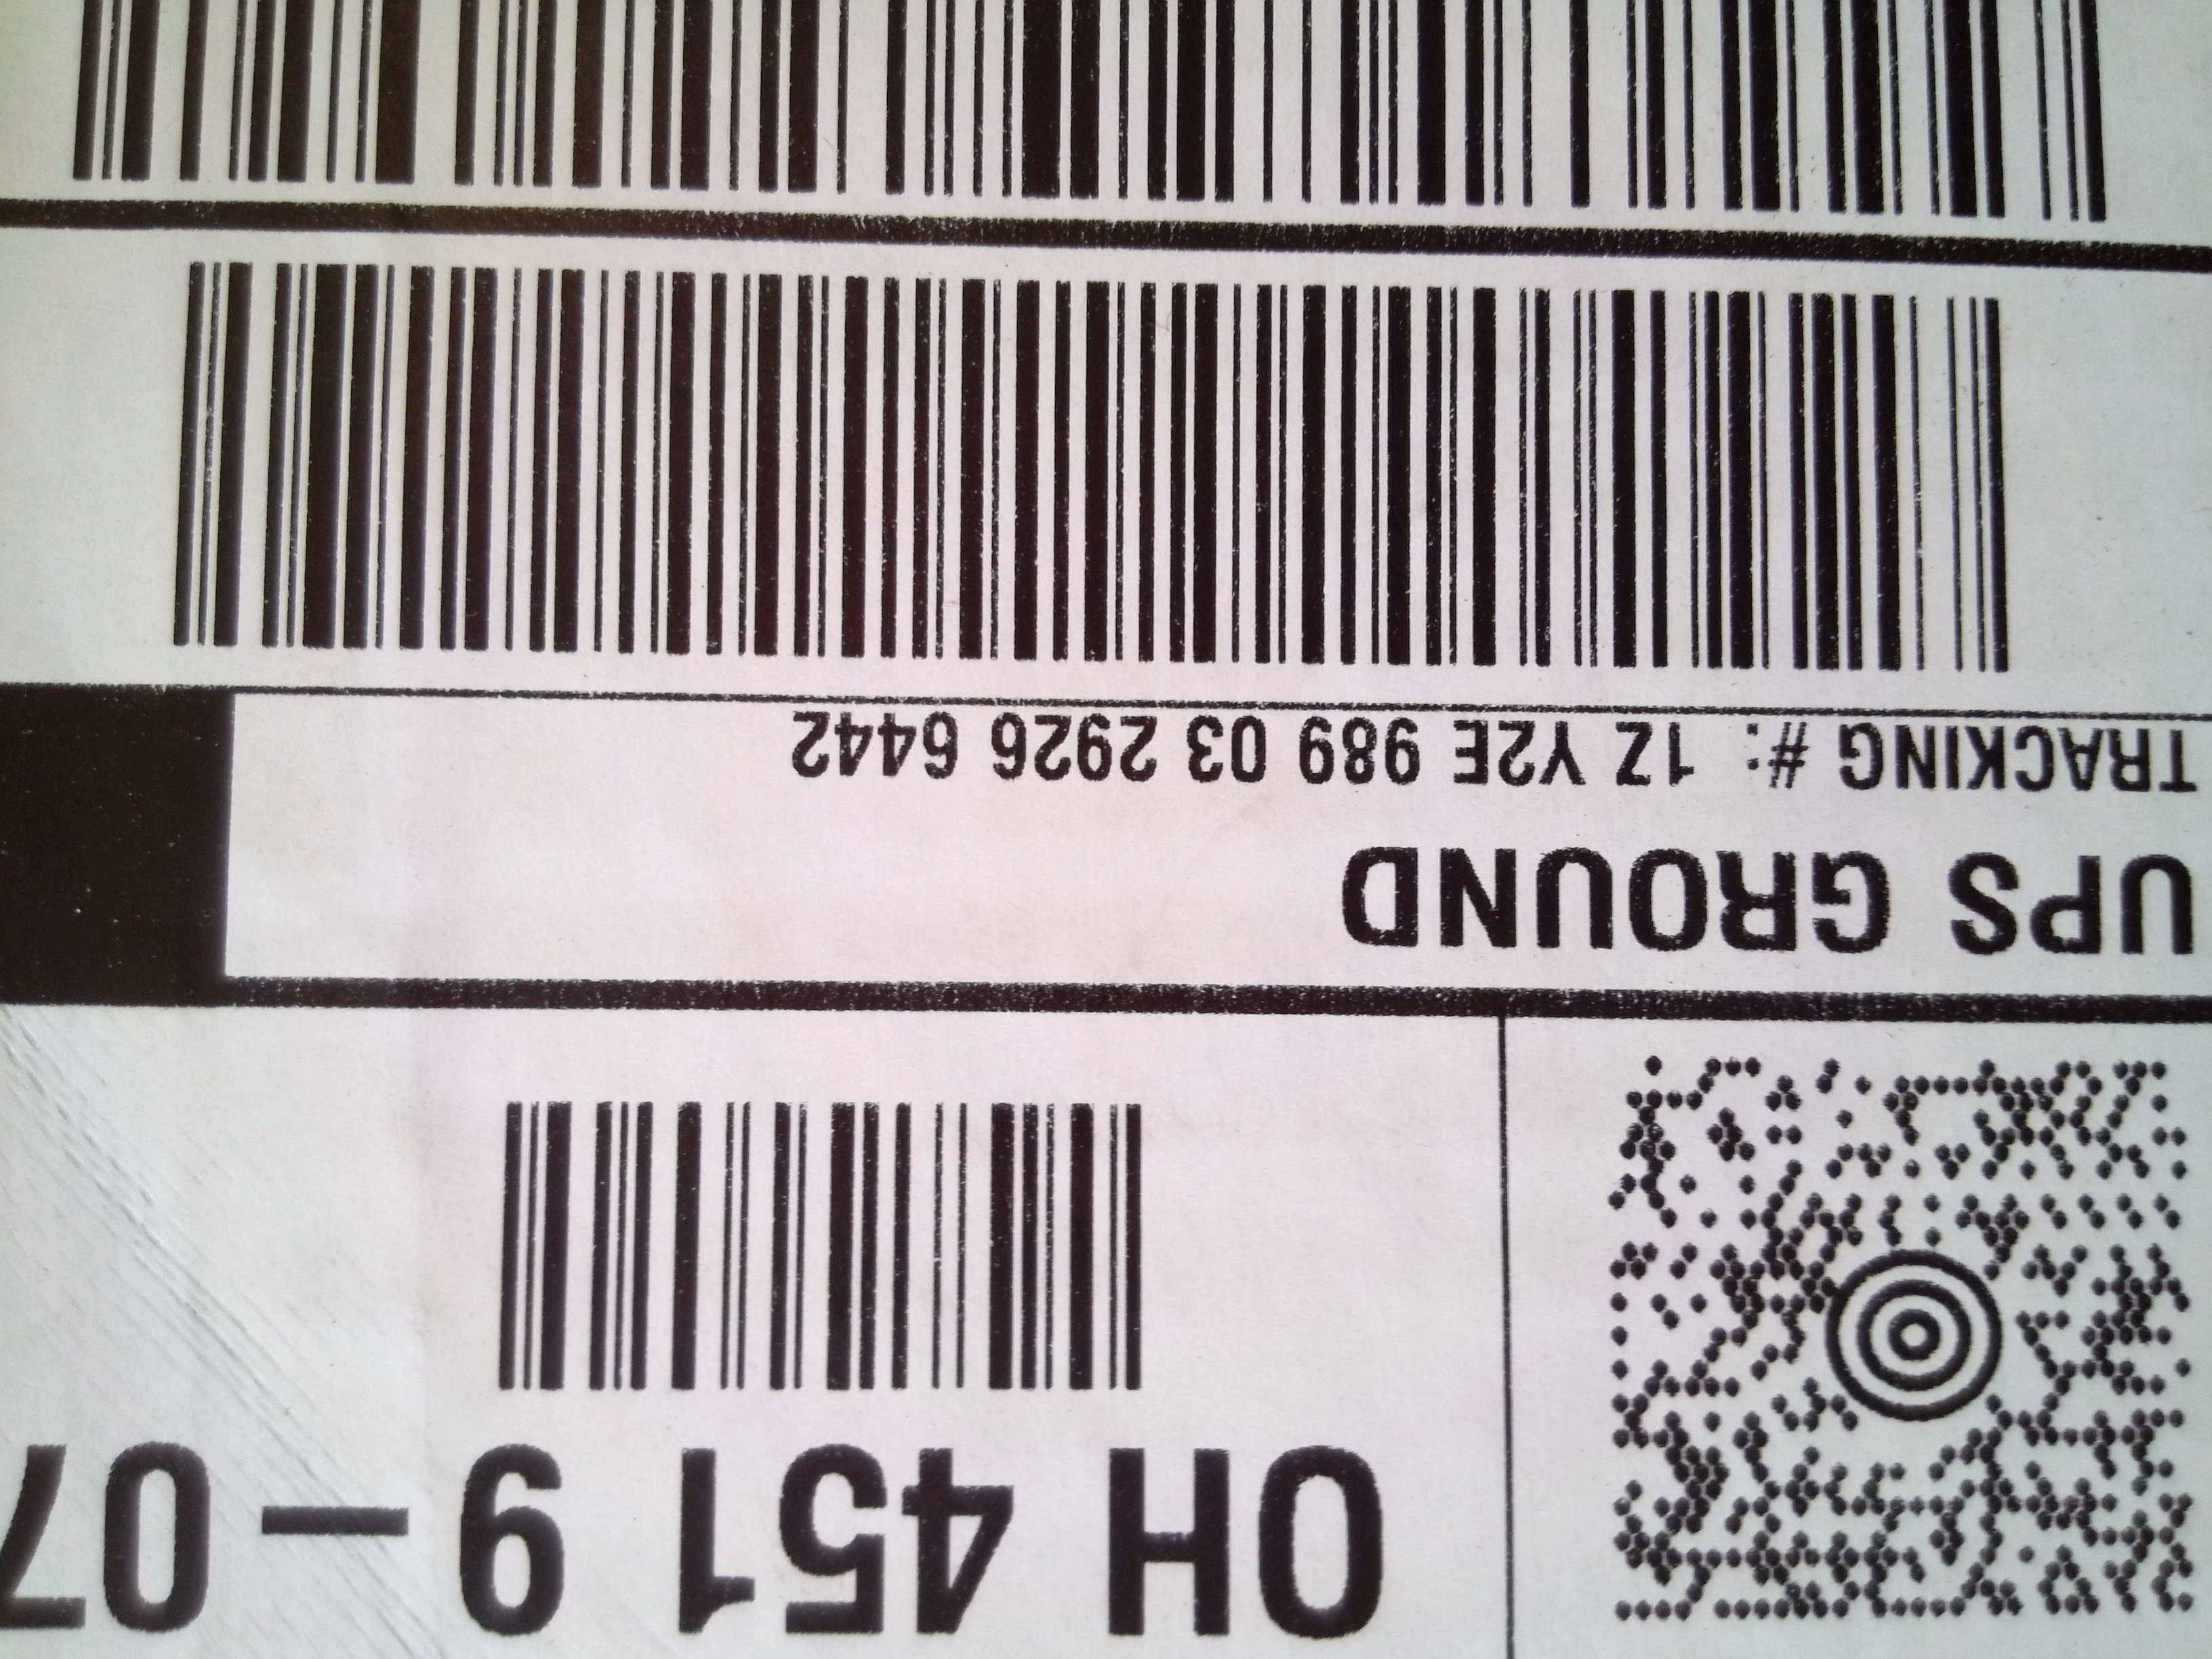 OH 451 9 – 07
UPS GROUND
TRACKING #: 1Z Y2E 989 03 2926 6442